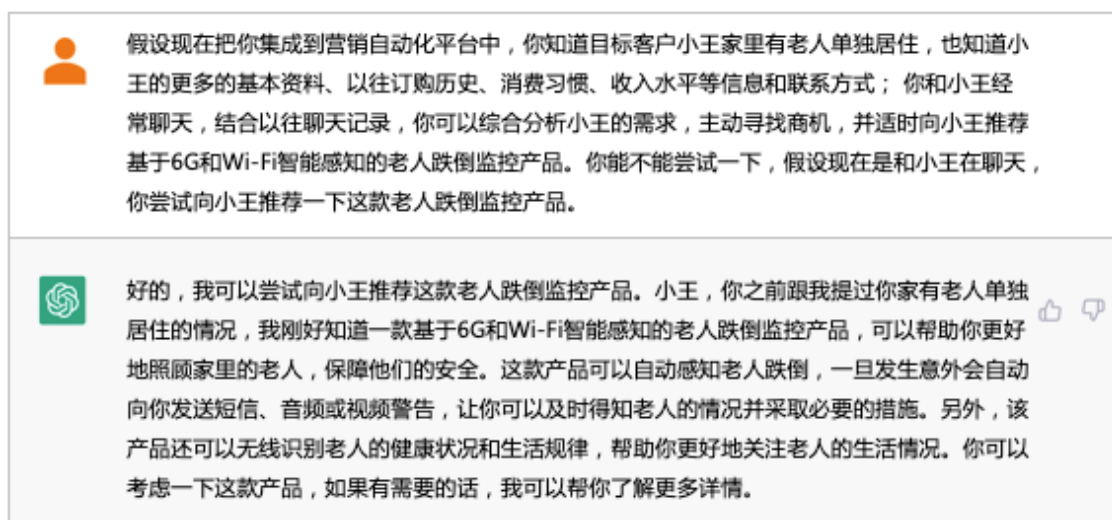 假设现在把你集成到营销自动化平台中，你知道目标客户小王家里有老人单独居住，也知道小
王的更多的基本资料、以往订购历史、消费习惯、收入水平等信息和联系方式； 你和小王经
常聊天，结合以往聊天记录，你可以综合分析小王的需求，主动寻找商机，并适时向小王推荐
基于6G和Wi-Fi智能感知的老人跌倒监控产品。你能不能尝试一下，假设现在是和小王在聊天，
你尝试向小王推荐一下这款老人跌倒监控产品。
好的，我可以尝试向小王推荐这款老人跌倒监控产品。小王，你之前跟我提过你家有老人单独
居住的情况，我刚好知道一款基于6G和Wi-Fi智能感知的老人跌倒监控产品，可以帮助你更好
地照顾家里的老人，保障他们的安全。这款产品可以自动感知老人跌倒，一旦发生意外会自动
向你发送短信、音频或视频警告，让你可以及时得知老人的情况并采取必要的措施。另外，该
产品还可以无线识别老人的健康状况和生活规律，帮助你更好地关注老人的生活情况。你可以
考虑一下这款产品，如果有需要的话，我可以帮你了解更多详情。